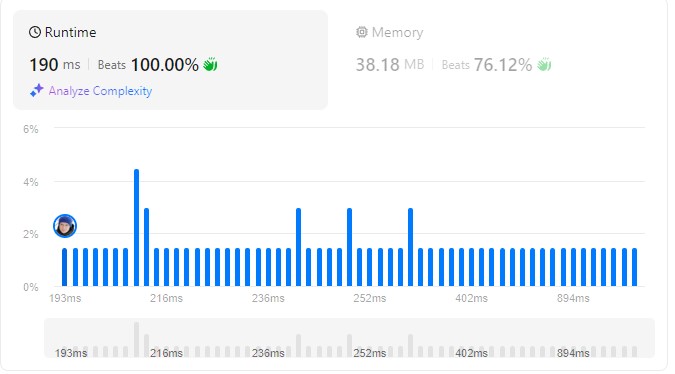 Runtime
Memory
190 ms | Beats 100.00%
38.18 MB | Beats 76.12%
Analyze Complexity
6%
4%
2%
0%
193ms 216ms 236ms 252ms 402ms 894ms
193ms 216ms 236ms 252ms 402ms 894ms